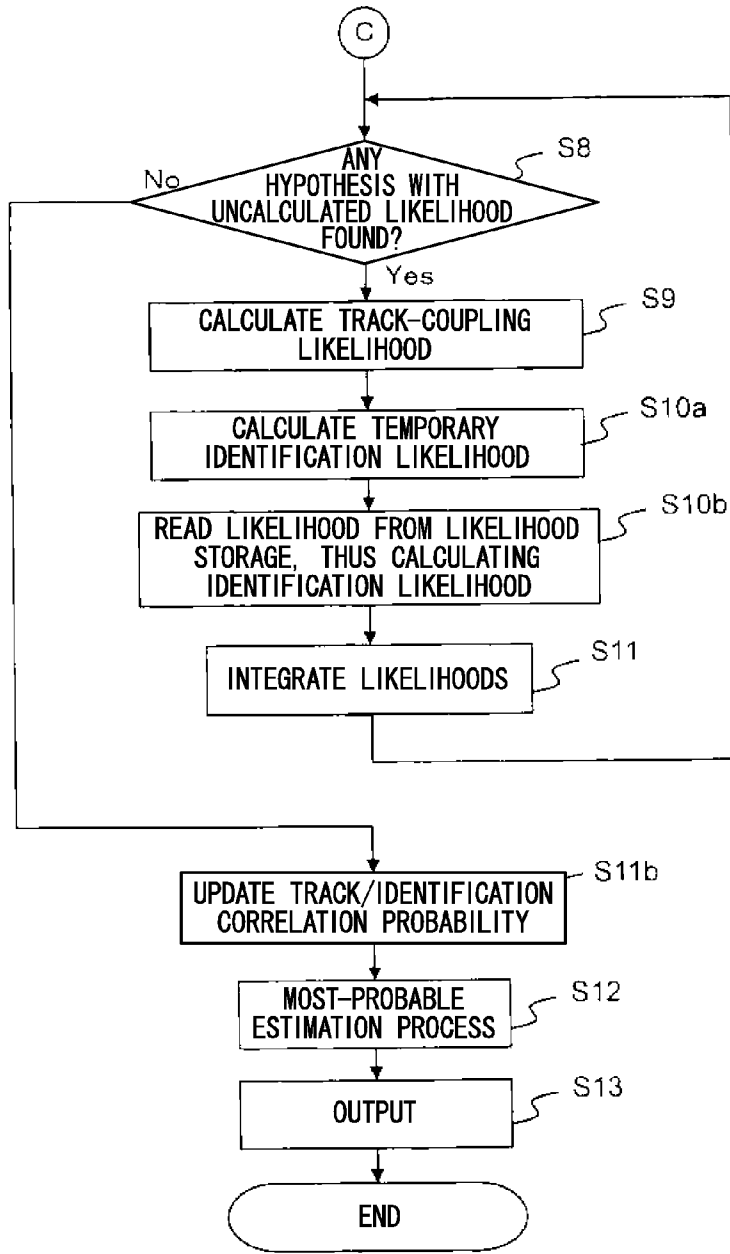 C
S8
No
ANY
HYPOTHESIS WITH
UNCALCULATED LIKELIHOOD
FOUND?
Yes
S9
CALCULATE TRACK-COUPLING
LIKELIHOOD
S10a
CALCULATE TEMPORARY
IDENTIFICATION LIKELIHOOD
S10b
READ LIKELIHOOD FROM LIKELIHOOD
STORAGE, THUS CALCULATING
IDENTIFICATION LIKELIHOOD
S11
INTEGRATE LIKELIHOODS
S11b
UPDATE TRACK/IDENTIFICATION
CORRELATION PROBABILITY
S12
MOST-PROBABLE
ESTIMATION PROCESS
S13
OUTPUT
END